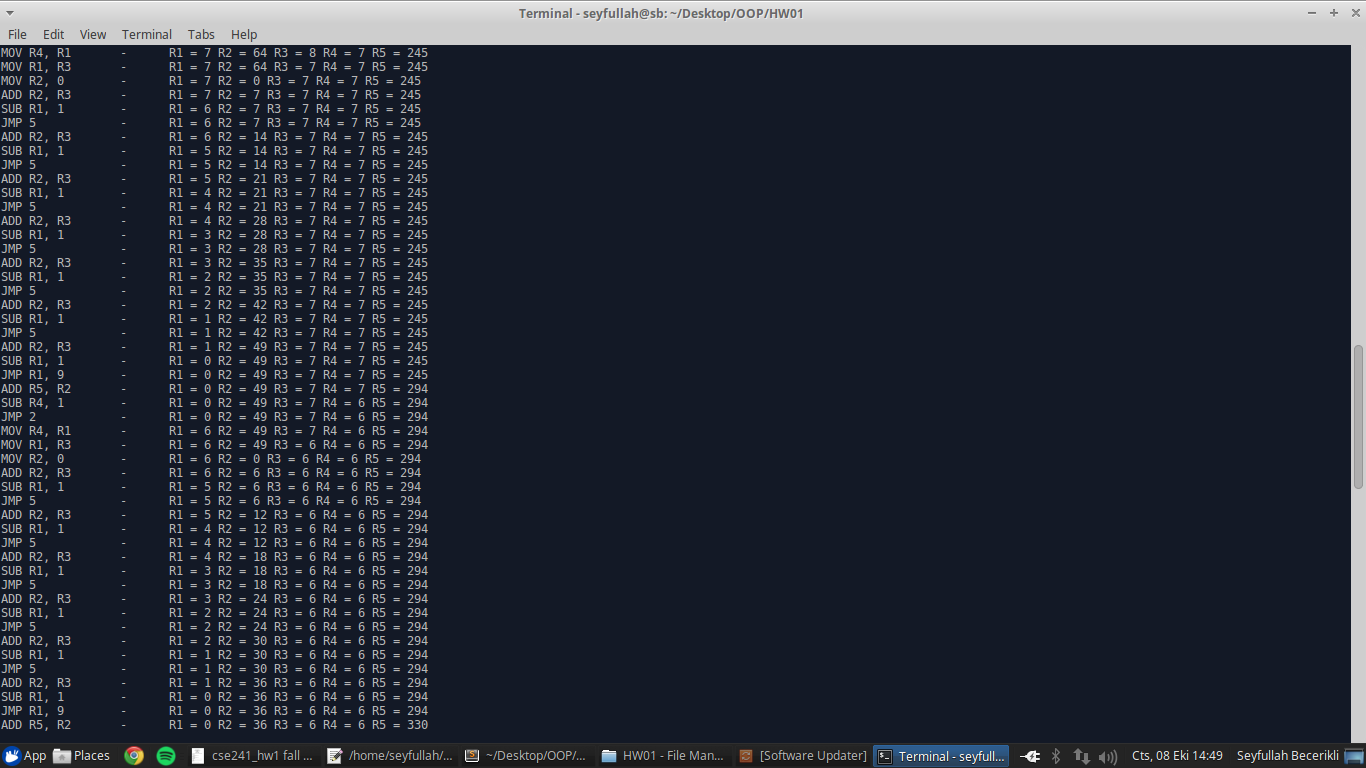 Terminal - seyfullah@sb: ~/Desktop/OOP/HW01
File Edit View Terminal Tabs Help
MOV R4, R1 - R1 = 7 R2 = 64 R3 = 8 R4 = 7 R5 = 245
MOV R1, R3 - R1 = 7 R2 = 64 R3 = 7 R4 = 7 R5 = 245
MOV R2, 0 - R1 = 7 R2 = 0 R3 = 7 R4 = 7 R5 = 245
ADD R2, R3 - R1 = 7 R2 = 7 R3 = 7 R4 = 7 R5 = 245
SUB R1, 1 - R1 = 6 R2 = 7 R3 = 7 R4 = 7 R5 = 245
JMP 5 - R1 = 6 R2 = 7 R3 = 7 R4 = 7 R5 = 245
ADD R2, R3 - R1 = 6 R2 = 14 R3 = 7 R4 = 7 R5 = 245
SUB R1, 1 - R1 = 5 R2 = 14 R3 = 7 R4 = 7 R5 = 245
JMP 5 - R1 = 5 R2 = 14 R3 = 7 R4 = 7 R5 = 245
ADD R2, R3 - R1 = 5 R2 = 21 R3 = 7 R4 = 7 R5 = 245
SUB R1, 1 - R1 = 4 R2 = 21 R3 = 7 R4 = 7 R5 = 245
JMP 5 - R1 = 4 R2 = 21 R3 = 7 R4 = 7 R5 = 245
ADD R2, R3 - R1 = 4 R2 = 28 R3 = 7 R4 = 7 R5 = 245
SUB R1, 1 - R1 = 3 R2 = 28 R3 = 7 R4 = 7 R5 = 245
JMP 5 - R1 = 3 R2 = 28 R3 = 7 R4 = 7 R5 = 245
ADD R2, R3 - R1 = 3 R2 = 35 R3 = 7 R4 = 7 R5 = 245
SUB R1, 1 - R1 = 2 R2 = 35 R3 = 7 R4 = 7 R5 = 245
JMP 5 - R1 = 2 R2 = 35 R3 = 7 R4 = 7 R5 = 245
ADD R2, R3 - R1 = 2 R2 = 42 R3 = 7 R4 = 7 R5 = 245
SUB R1, 1 - R1 = 1 R2 = 42 R3 = 7 R4 = 7 R5 = 245
JMP 5 - R1 = 1 R2 = 42 R3 = 7 R4 = 7 R5 = 245
ADD R2, R3 - R1 = 1 R2 = 49 R3 = 7 R4 = 7 R5 = 245
SUB R1, 1 - R1 = 0 R2 = 49 R3 = 7 R4 = 7 R5 = 245
JMP R1, 9 - R1 = 0 R2 = 49 R3 = 7 R4 = 7 R5 = 245
ADD R5, R2 - R1 = 0 R2 = 49 R3 = 7 R4 = 7 R5 = 294
SUB R4, 1 - R1 = 0 R2 = 49 R3 = 7 R4 = 6 R5 = 294
JMP 2 - R1 = 0 R2 = 49 R3 = 7 R4 = 6 R5 = 294
MOV R4, R1 - R1 = 6 R2 = 49 R3 = 7 R4 = 6 R5 = 294
MOV R1, R3 - R1 = 6 R2 = 49 R3 = 6 R4 = 6 R5 = 294
MOV R2, 0 - R1 = 6 R2 = 0 R3 = 6 R4 = 6 R5 = 294
ADD R2, R3 - R1 = 6 R2 = 6 R3 = 6 R4 = 6 R5 = 294
SUB R1, 1 - R1 = 5 R2 = 6 R3 = 6 R4 = 6 R5 = 294
JMP 5 - R1 = 5 R2 = 6 R3 = 6 R4 = 6 R5 = 294
ADD R2, R3 - R1 = 5 R2 = 12 R3 = 6 R4 = 6 R5 = 294
SUB R1, 1 - R1 = 4 R2 = 12 R3 = 6 R4 = 6 R5 = 294
JMP 5 - R1 = 4 R2 = 12 R3 = 6 R4 = 6 R5 = 294
ADD R2, R3 - R1 = 4 R2 = 18 R3 = 6 R4 = 6 R5 = 294
SUB R1, 1 - R1 = 3 R2 = 18 R3 = 6 R4 = 6 R5 = 294
JMP 5 - R1 = 3 R2 = 18 R3 = 6 R4 = 6 R5 = 294
ADD R2, R3 - R1 = 3 R2 = 24 R3 = 6 R4 = 6 R5 = 294
SUB R1, 1 - R1 = 2 R2 = 24 R3 = 6 R4 = 6 R5 = 294
JMP 5 - R1 = 2 R2 = 24 R3 = 6 R4 = 6 R5 = 294
ADD R2, R3 - R1 = 2 R2 = 30 R3 = 6 R4 = 6 R5 = 294
SUB R1, 1 - R1 = 1 R2 = 30 R3 = 6 R4 = 6 R5 = 294
JMP 5 - R1 = 1 R2 = 30 R3 = 6 R4 = 6 R5 = 294
ADD R2, R3 - R1 = 1 R2 = 36 R3 = 6 R4 = 6 R5 = 294
SUB R1, 1 - R1 = 0 R2 = 36 R3 = 6 R4 = 6 R5 = 294
JMP R1, 9 - R1 = 0 R2 = 36 R3 = 6 R4 = 6 R5 = 294
ADD R5, R2 - R1 = 0 R2 = 36 R3 = 6 R4 = 6 R5 = 330
App Places cse241_hw1 fall ... /home/seyfullah/... ~/Desktop/OOP/... HW01 - File Man... [Software Updater] Terminal - seyfull... Cts, 08 Eki 14:49 Seyfullah Becerikli